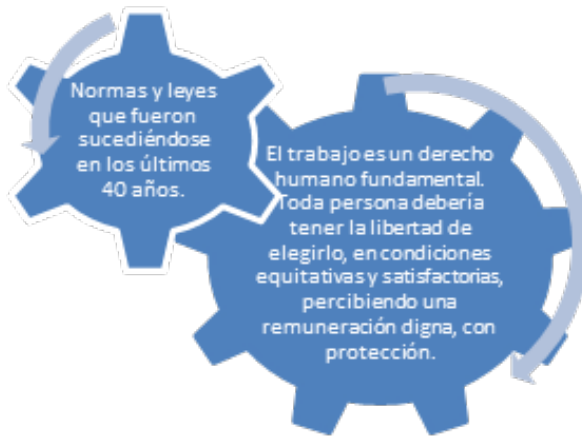 Normas y leyes
que fueron
sucediéndose
en los últimos
40 años.
El trabajo es un derecho
humano fundamental.
Toda persona debería
tener la libertad de
elegirlo, en condiciones
equitativas y satisfactorias,
percibiendo una
remuneración digna, con
protección.